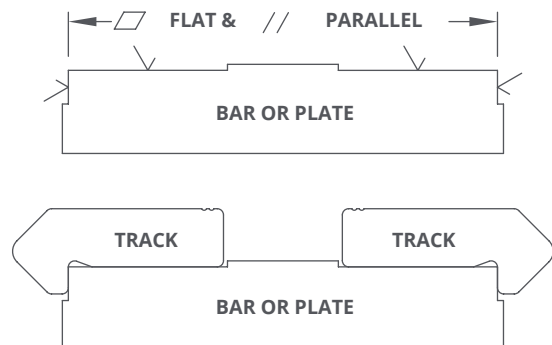 FLAT & // PARALLEL
BAR OR PLATE
TRACK TRACK
BAR OR PLATE